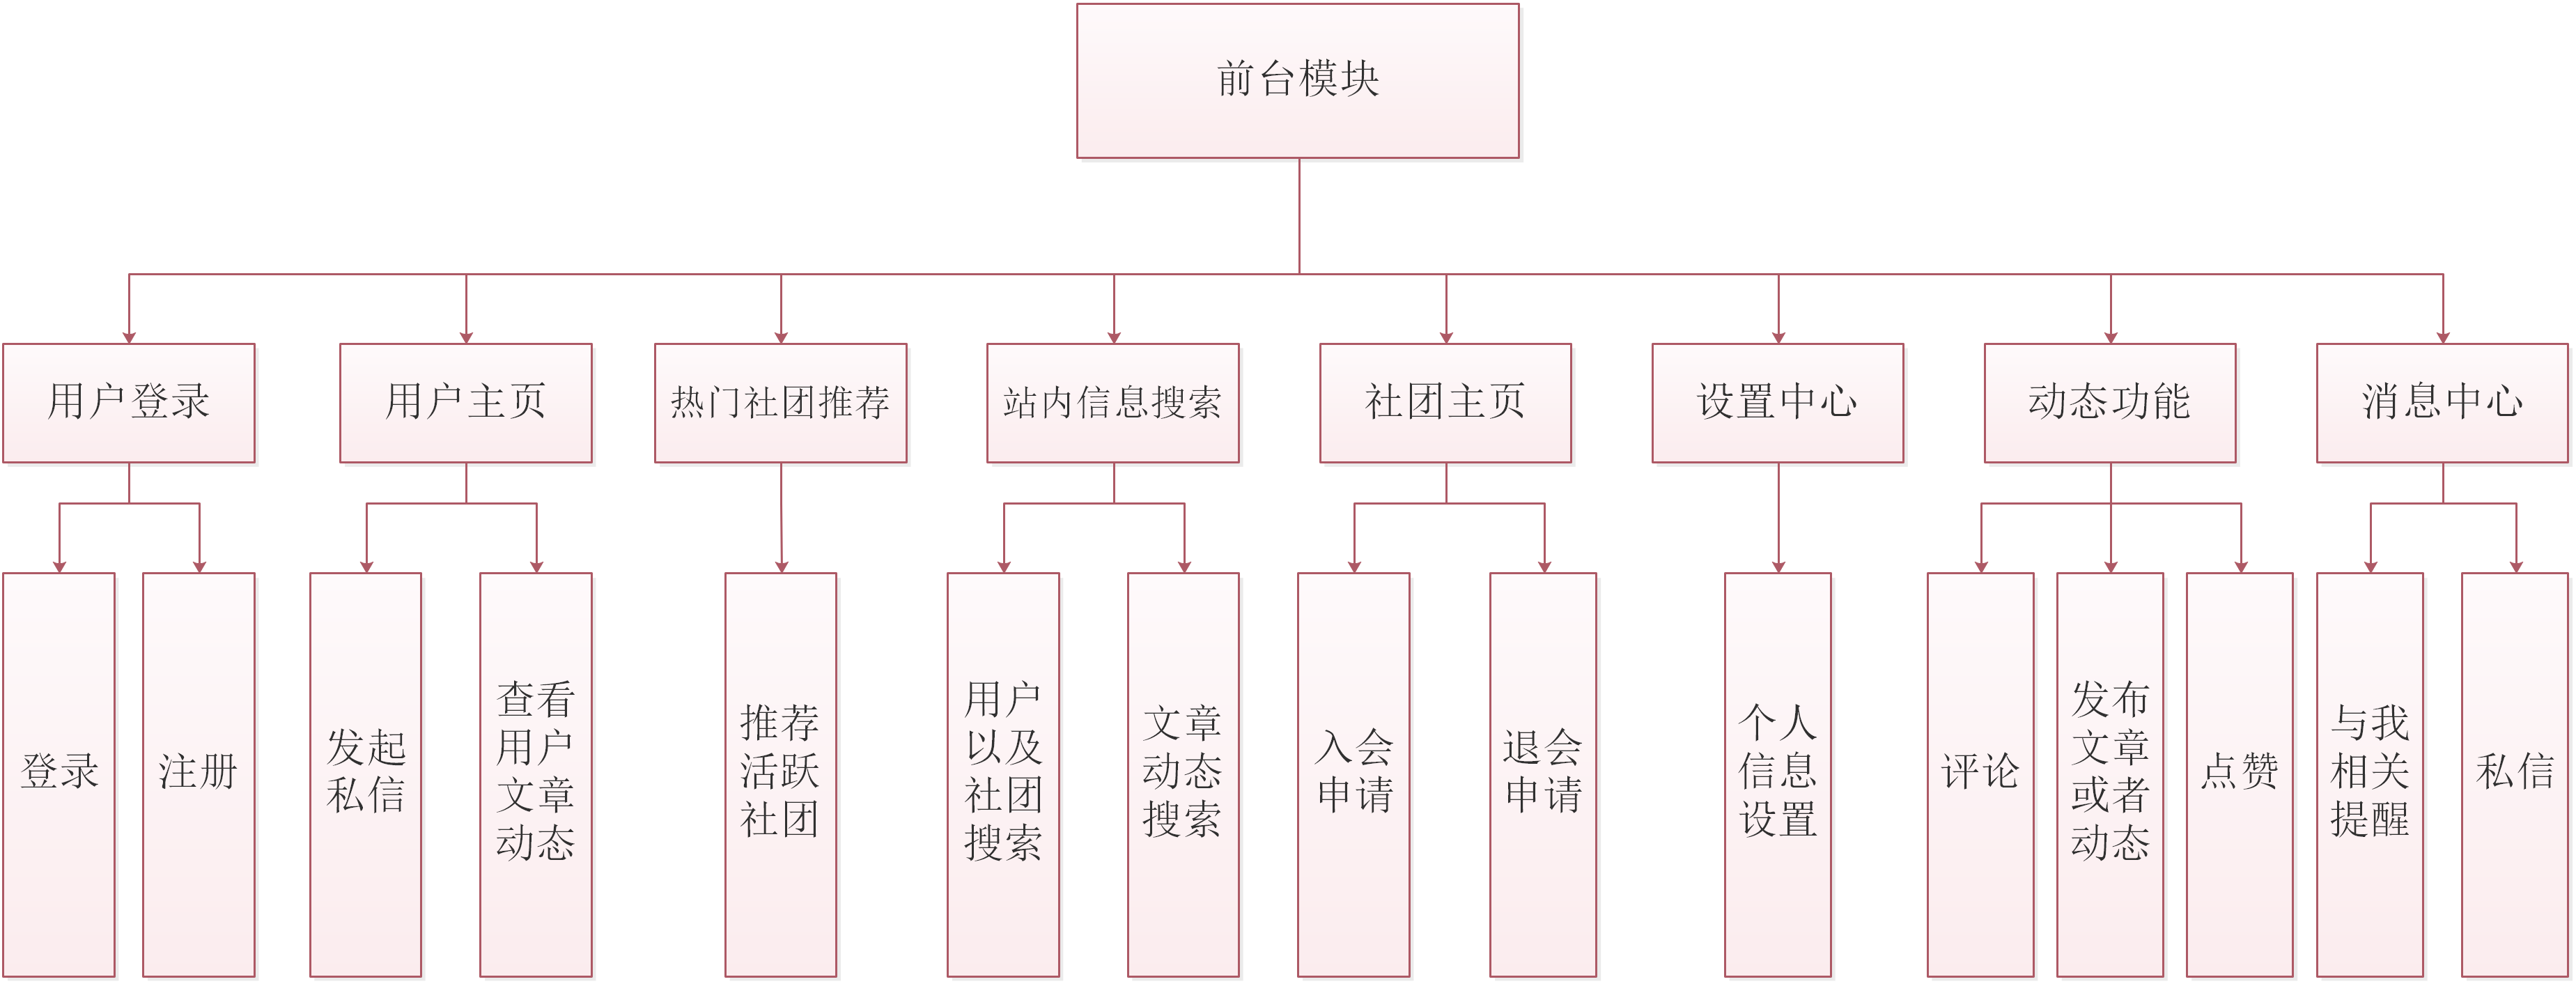 前台模块
用户登录
用户主页
热门社团推荐
站内信息搜索
社团主页
设置中心
动态功能
消息中心
登录
注册
发起
私信
查看
用户
文章
动态
推荐
活跃
社团
用户
以及
社团
搜索
文章
动态
搜索
入会
申请
退会
申请
个人
信息
设置
评论
发布
文章
或者
动态
点赞
与我
相关
提醒
私信